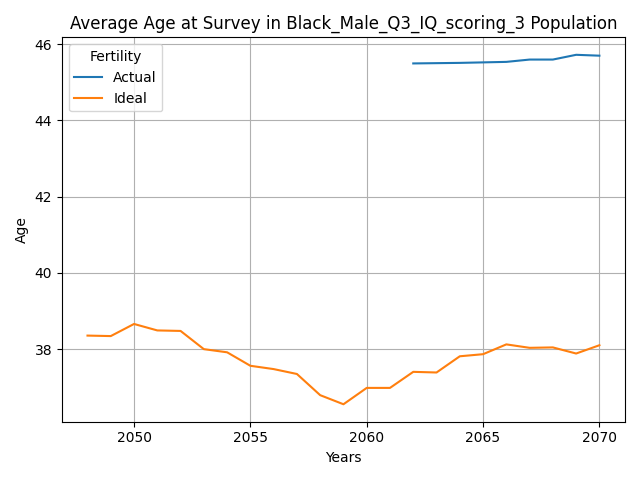 Average Age at Survey in Black_Male_Q3_IQ_scoring_3 Population
Fertility
Actual
Ideal
46
44
42
40
38
Age
2050 2055 2060 2065 2070
Years